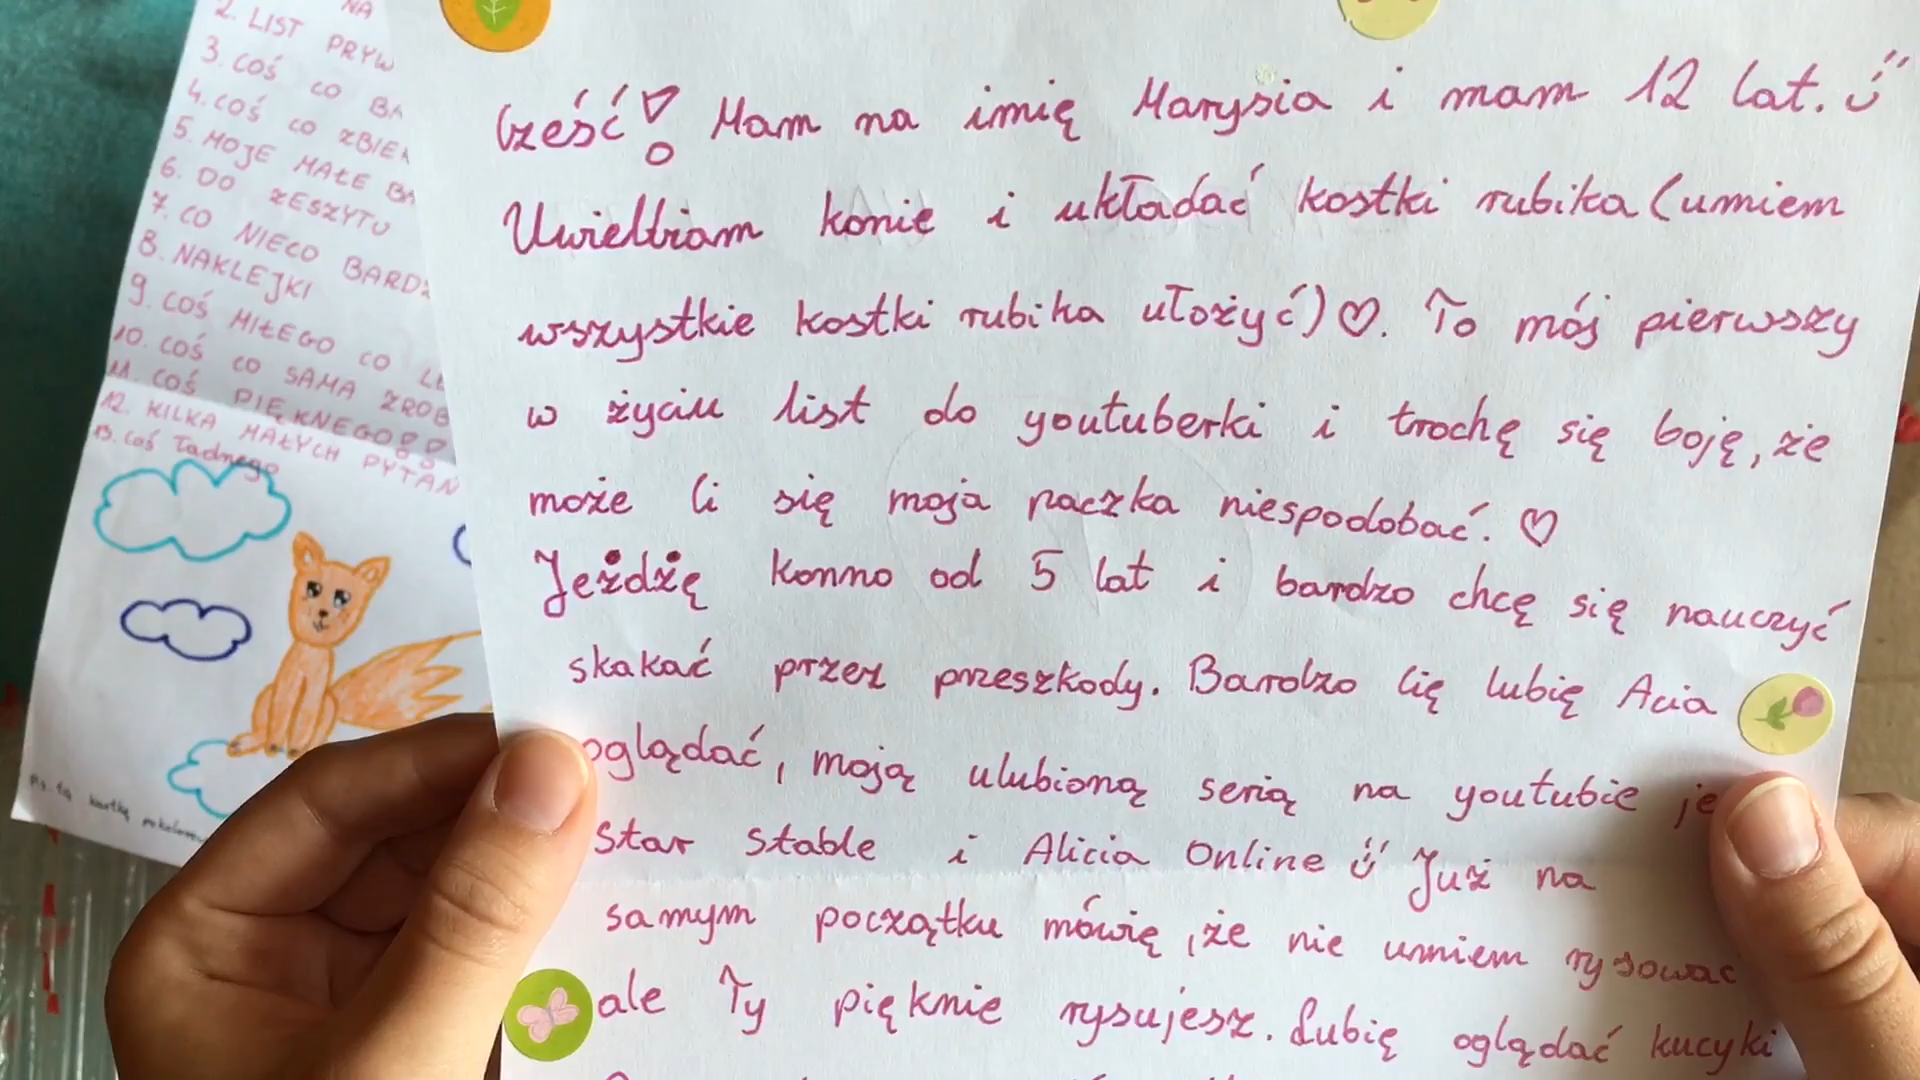 NA
2. LIST PRYW
3. COŚ CO BA
4. COŚ CO ZBIE
5. MOJE MAŁE BA
6. DO ZESZYTU
7. CO NIECO BARDZ
8. NAKLEJKI
9. COŚ MIŁEGO CO LE
10. COŚ CO SAMA ZROB
11. COŚ PIĘKNEGO
12. KILKA MAŁYCH PYTAŃ
13. Coś ładnego
P.s. tą kartkę
Cześć! Mam na imię Marysia i mam 12 lat. ü
Uwielbiam konie i układać kostki rubika (umiem
wszystkie kostki rubika ułożyć) ♡. To mój pierwszy
w życiu list do youtuberki i trochę się boję, że
może Ci się moja paczka niespodobać. ♡
Jeżdżę konno od 5 lat i bardzo chcę się nauczyć
skakać przez przeszkody. Bardzo Cię lubię Acia
oglądać, moją ulubioną serią na youtubie je
Star stable i Alicia Online ü Już na
samym początku mówię, że nie umiem rysować
ale Ty pięknie rysujesz. Lubię oglądać kucyki